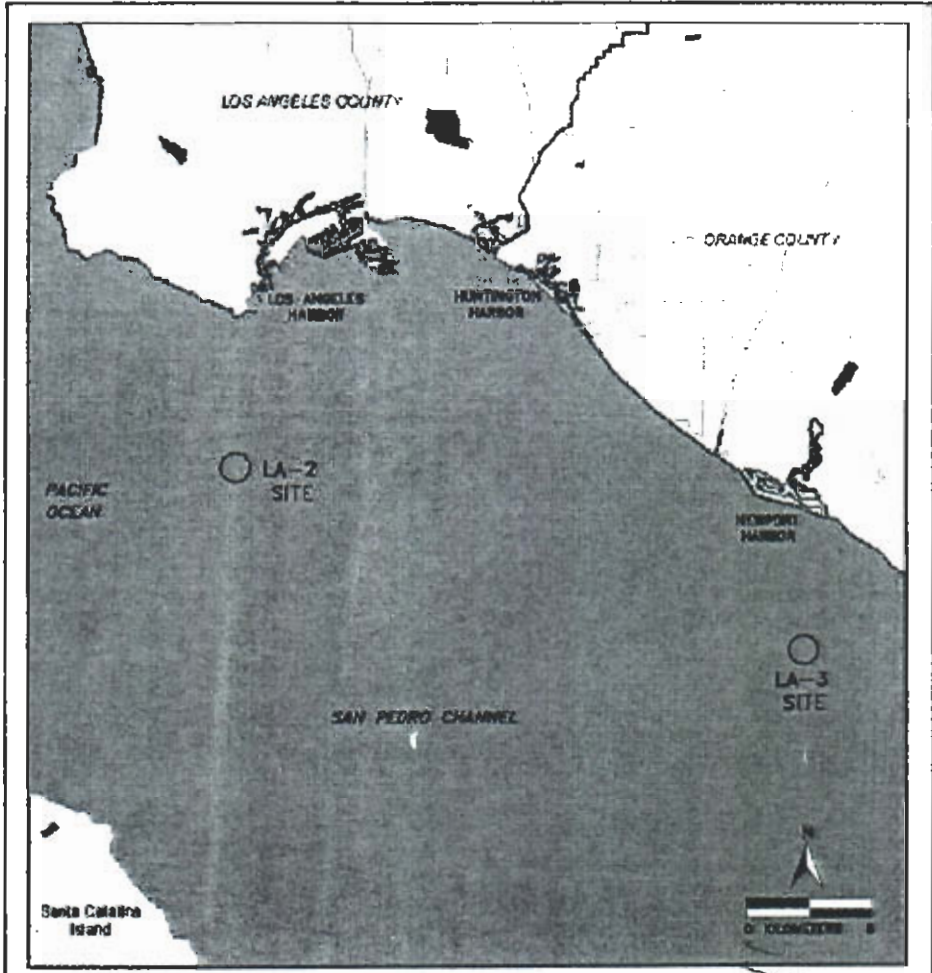 LOS ANGELES COUNTY
ORANGE COUNTY
LOS ANGELES
HARBOR
HUNTINGTON
HARBOR
LA-2
SITE
PACIFIC
OCEAN
NEWPORT
HARBOR
LA-3
SITE
SAN PEDRO CHANNEL
N
Santa Catalina
Island
0 KILOMETERS